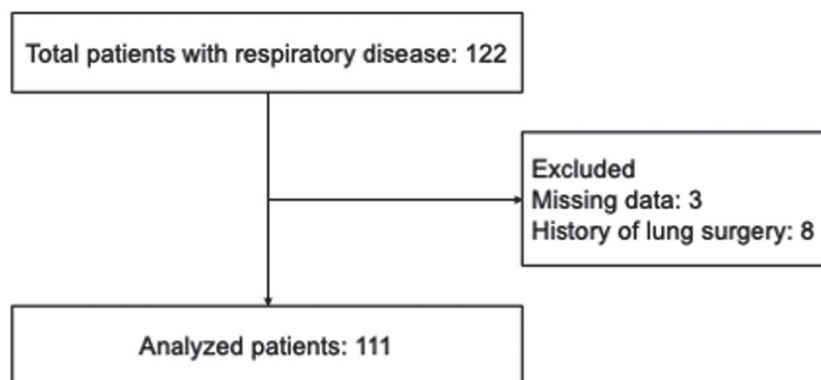 Total patients with respiratory disease: 122
Excluded
Missing data: 3
History of lung surgery: 8
Analyzed patients: 111